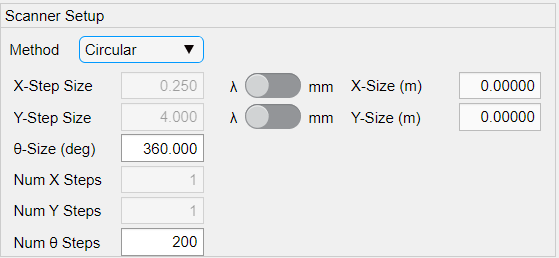 Scanner Setup
Method Circular
X-Step Size 0.250 λ mm X-Size (m) 0.00000
Y-Step Size 4.000 λ mm Y-Size (m) 0.00000
θ-Size (deg) 360.000
Num X Steps 1
Num Y Steps 1
Num θ Steps 200